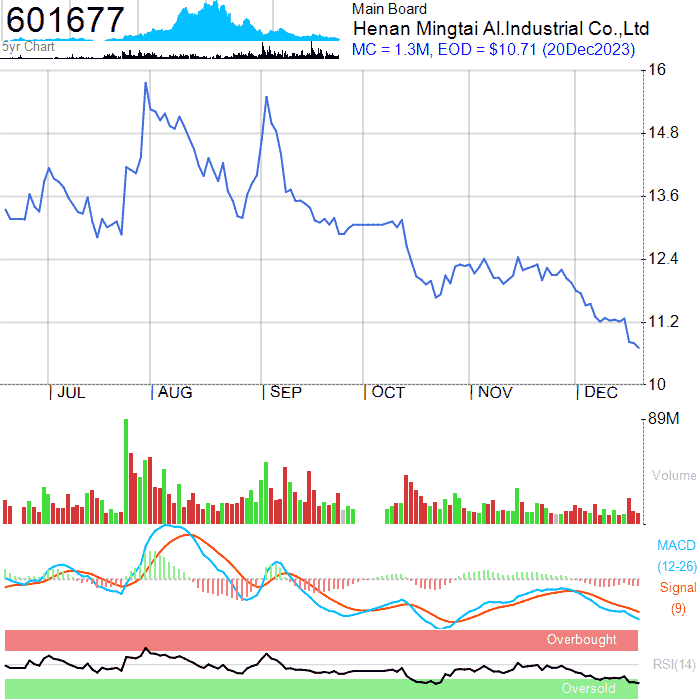 601677
Main Board
Henan Mingtai Al.Industrial Co.,Ltd
5yr Chart
MC = 1.3M, EOD = $10.71 (20Dec2023)
16
14.8
13.6
12.4
11.2
10
JUL AUG SEP OCT NOV DEC
89M
Volume
MACD
(12-26)
Signal
(9)
Overbought
RSI(14)
Oversold